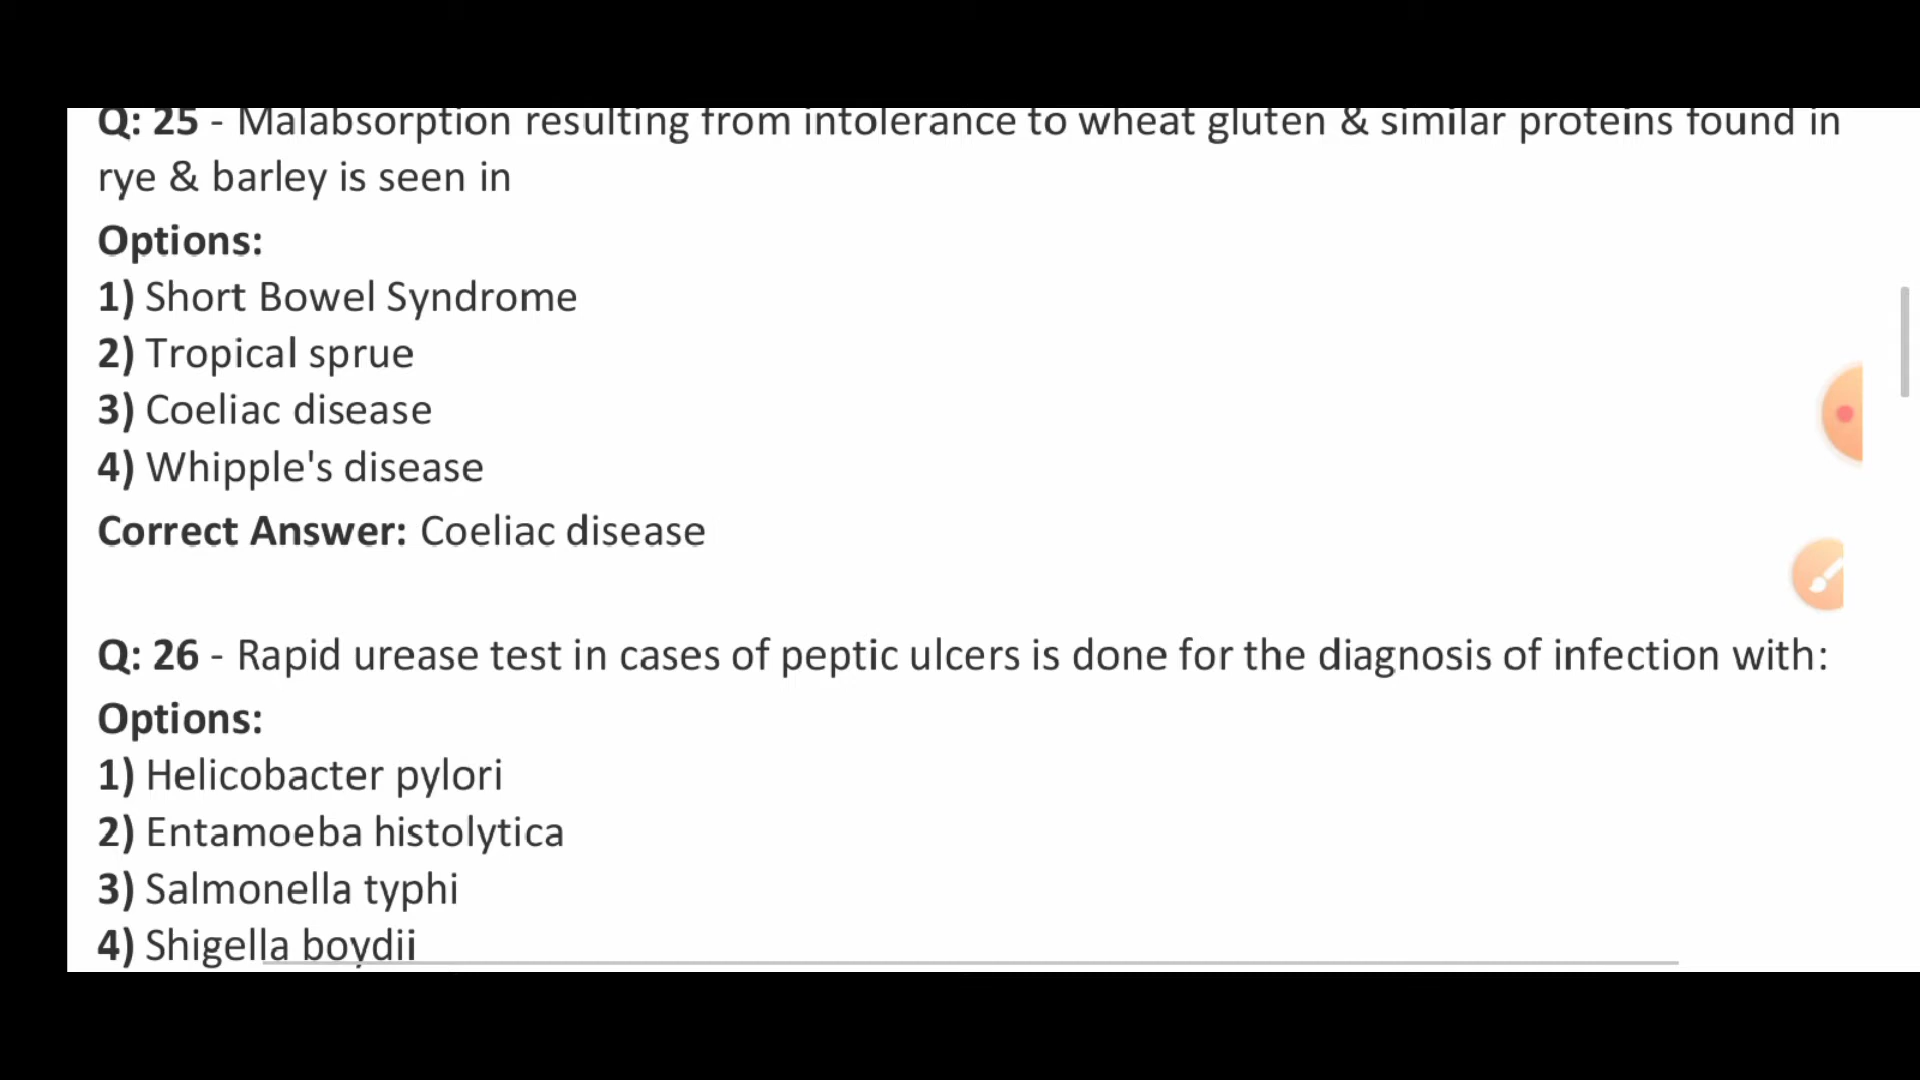 Q: 25 - Malabsorption resulting from intolerance to wheat gluten & similar proteins found in
rye & barley is seen in
Options:
1) Short Bowel Syndrome
2) Tropical sprue
3) Coeliac disease
4) Whipple's disease
Correct Answer: Coeliac disease
Q: 26 - Rapid urease test in cases of peptic ulcers is done for the diagnosis of infection with:
Options:
1) Helicobacter pylori
2) Entamoeba histolytica
3) Salmonella typhi
4) Shigella boydii